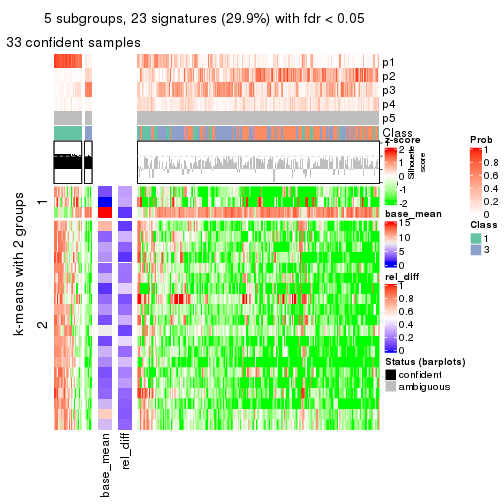 5 subgroups, 23 signatures (29.9%) with fdr < 0.05
33 confident samples
p1
p2
p3
p4
p5
Class
1
Silhouette
score
z-score
2
1
0
-1
-2
base_mean
15
10
5
0
rel_diff
1
0.8
0.6
0.4
0.2
0
Status (barplots)
confident
ambiguous
Prob
1
0.8
0.6
0.4
0.2
0
Class
1
3
k-means with 2 groups
1
2
base_mean
rel_diff